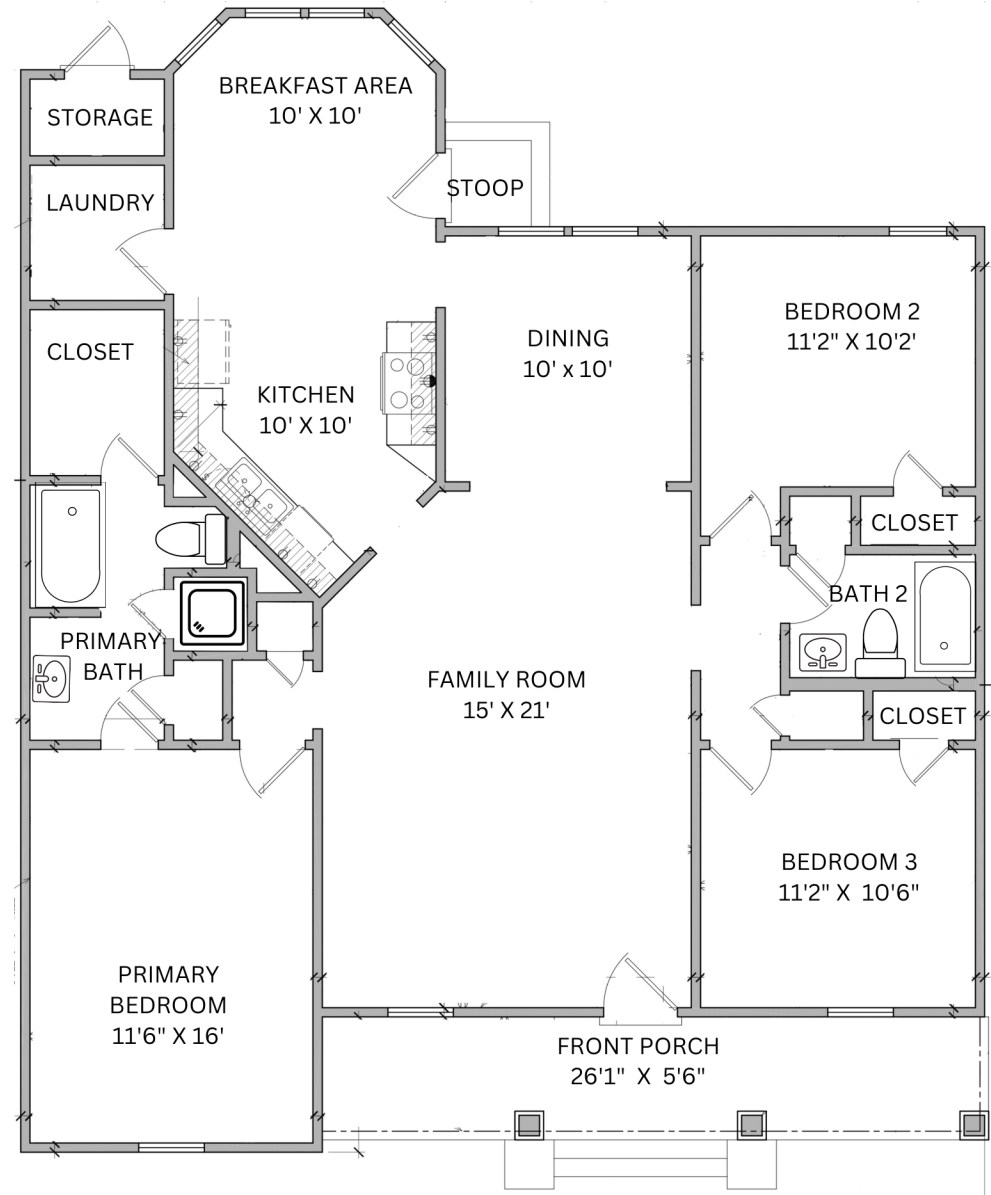 BREAKFAST AREA
10' X 10'
STORAGE
LAUNDRY
STOOP
CLOSET
KITCHEN
10' X 10'
DINING
10' x 10'
BEDROOM 2
11'2" X 10'2'
CLOSET
BATH 2
PRIMARY
BATH
FAMILY ROOM
15' X 21'
CLOSET
BEDROOM 3
11'2" X  10'6"
PRIMARY
BEDROOM
11'6" X 16'
FRONT PORCH
26'1"  X  5'6"